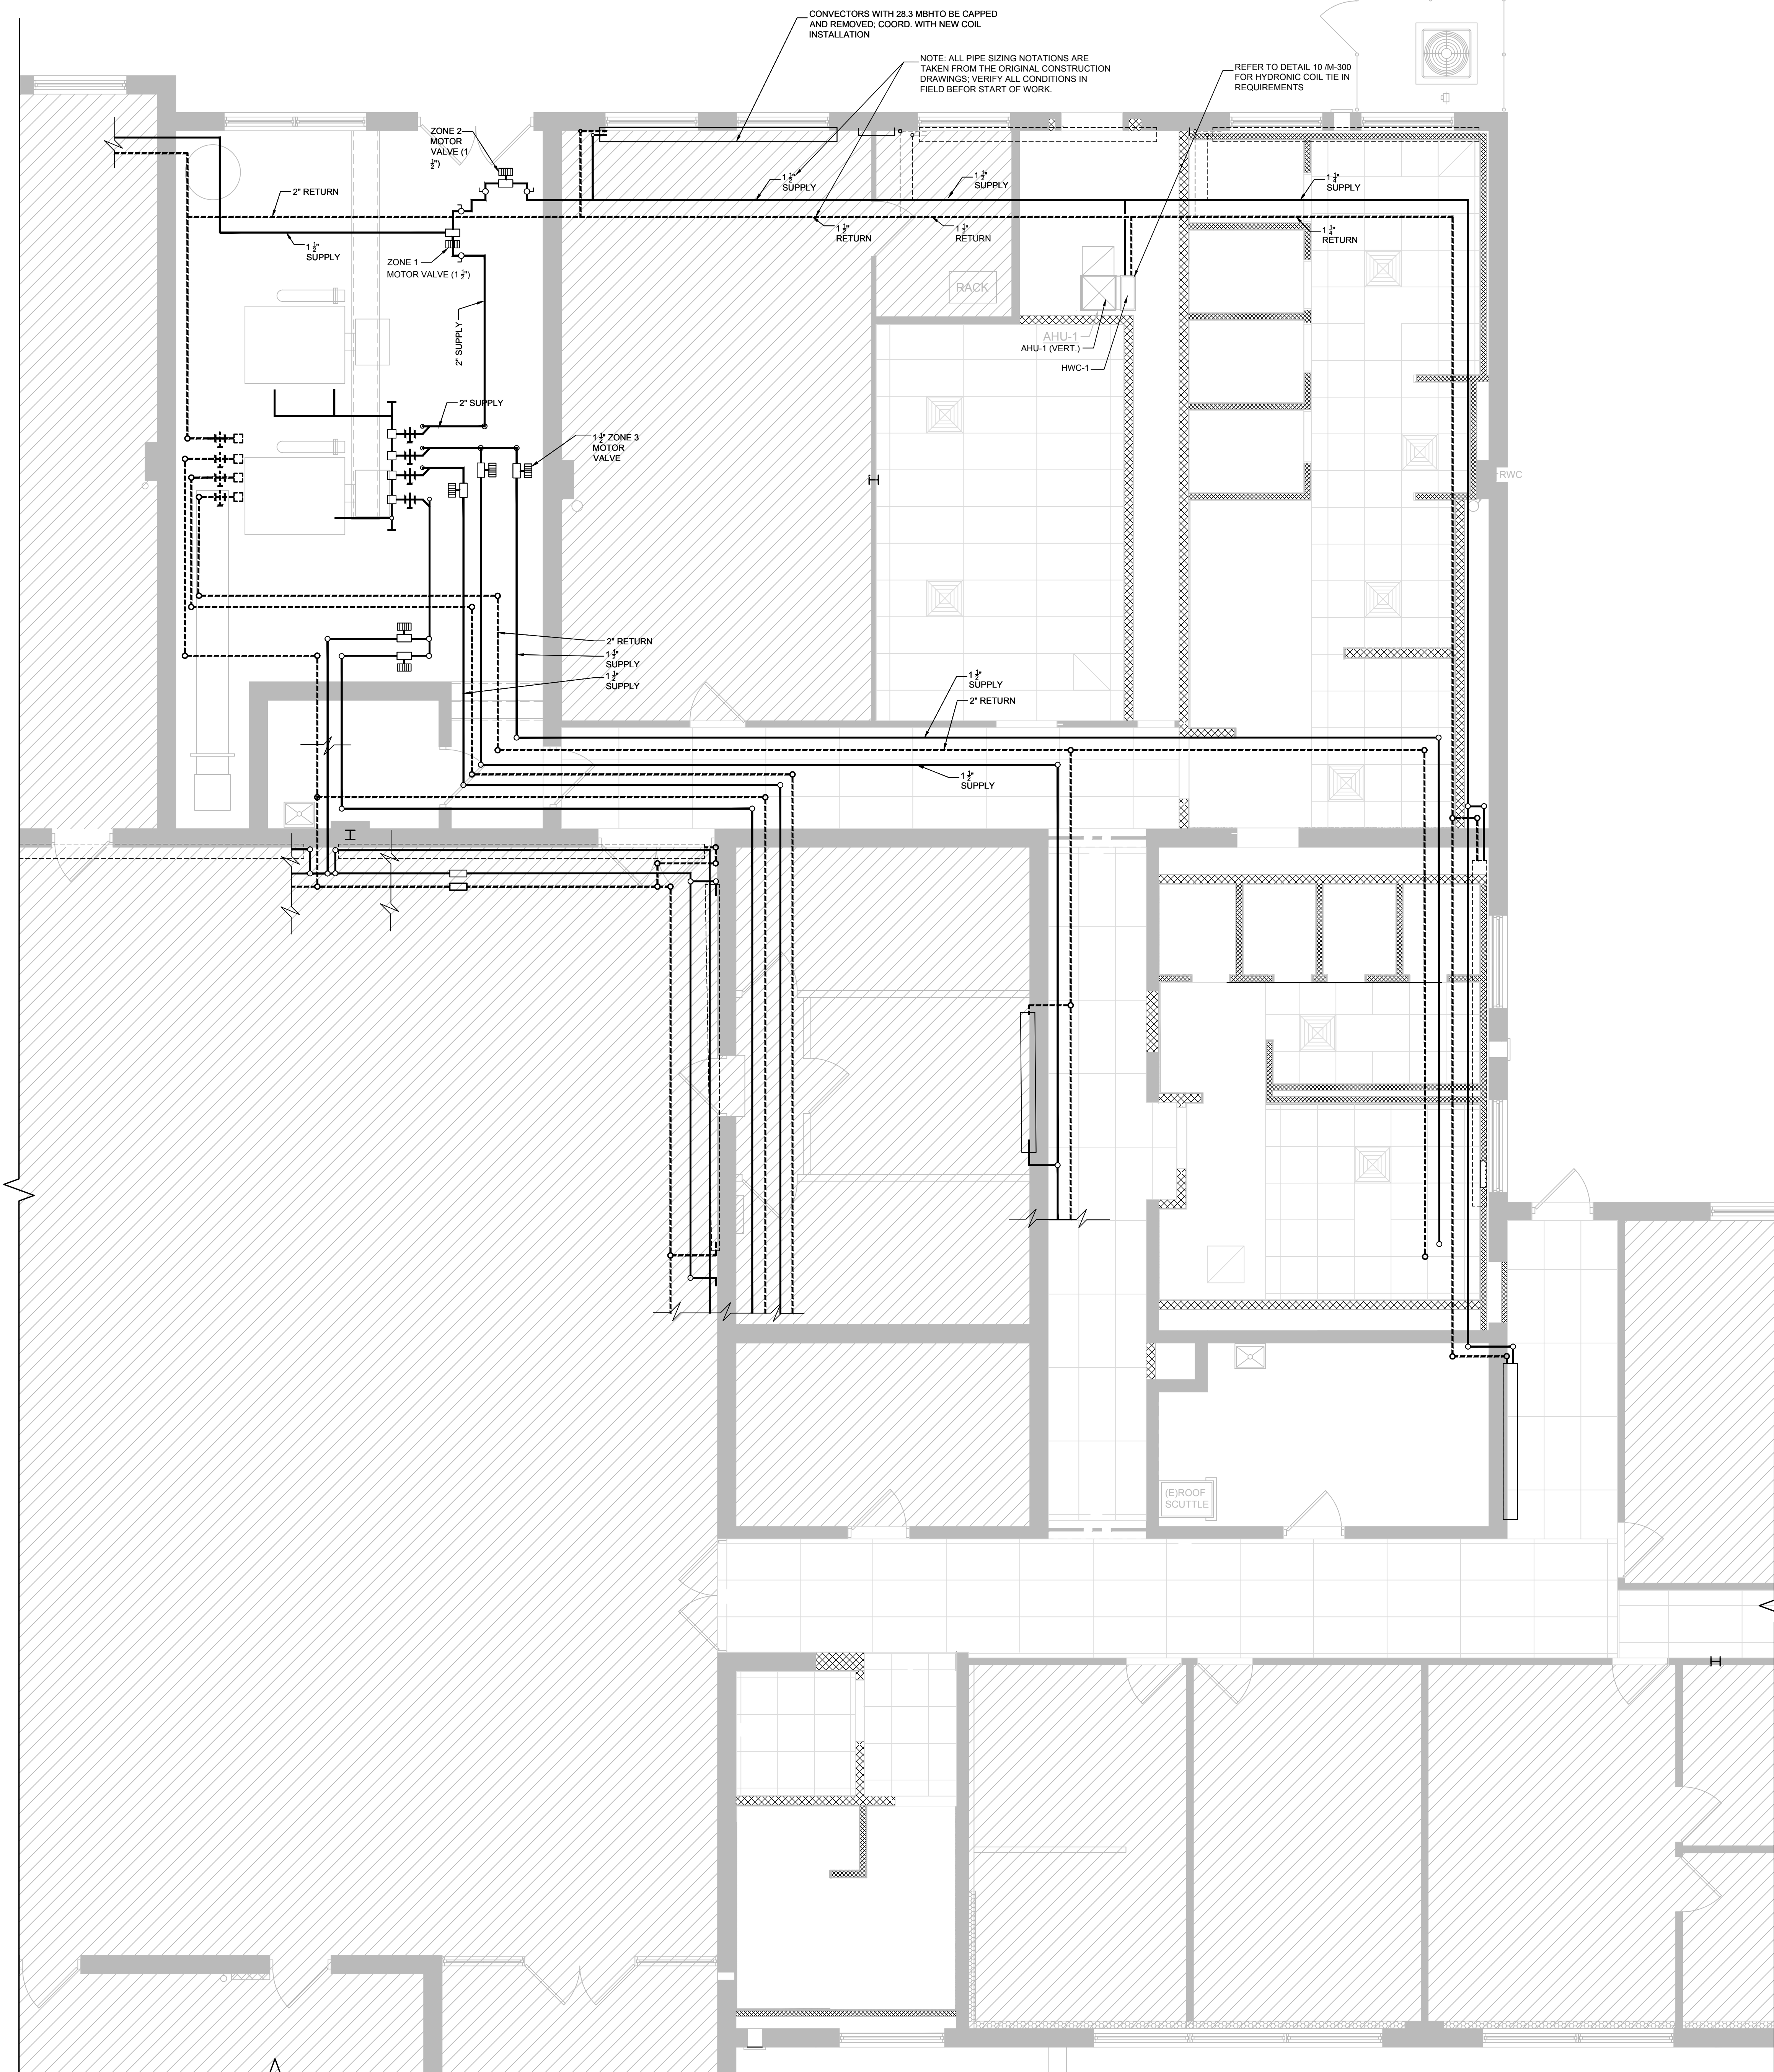 CONVECTORS WITH 28.3 MBHTO BE CAPPED
AND REMOVED; COORD. WITH NEW COIL
INSTALLATION
NOTE: ALL PIPE SIZING NOTATIONS ARE
TAKEN FROM THE ORIGINAL CONSTRUCTION
DRAWINGS; VERIFY ALL CONDITIONS IN
FIELD BEFOR START OF WORK.
REFER TO DETAIL 10 /M-300
FOR HYDRONIC COIL TIE IN
REQUIREMENTS
ZONE 2
MOTOR
VALVE (1
1/2")
2" RETURN
1 1/2"
SUPPLY
1 1/2"
SUPPLY
1 1/4"
SUPPLY
1 1/2"
SUPPLY
1 1/2"
RETURN
1 1/2"
RETURN
1 1/4"
RETURN
ZONE 1
MOTOR VALVE (1 1/2")
RACK
2" SUPPLY
AHU-1
AHU-1 (VERT.)
HWC-1
2" SUPPLY
1 1/2" ZONE 3
MOTOR
VALVE
RWC
2" RETURN
1 1/2"
SUPPLY
1 1/2"
SUPPLY
1 1/2"
SUPPLY
2" RETURN
1 1/2"
SUPPLY
(E)ROOF
SCUTTLE